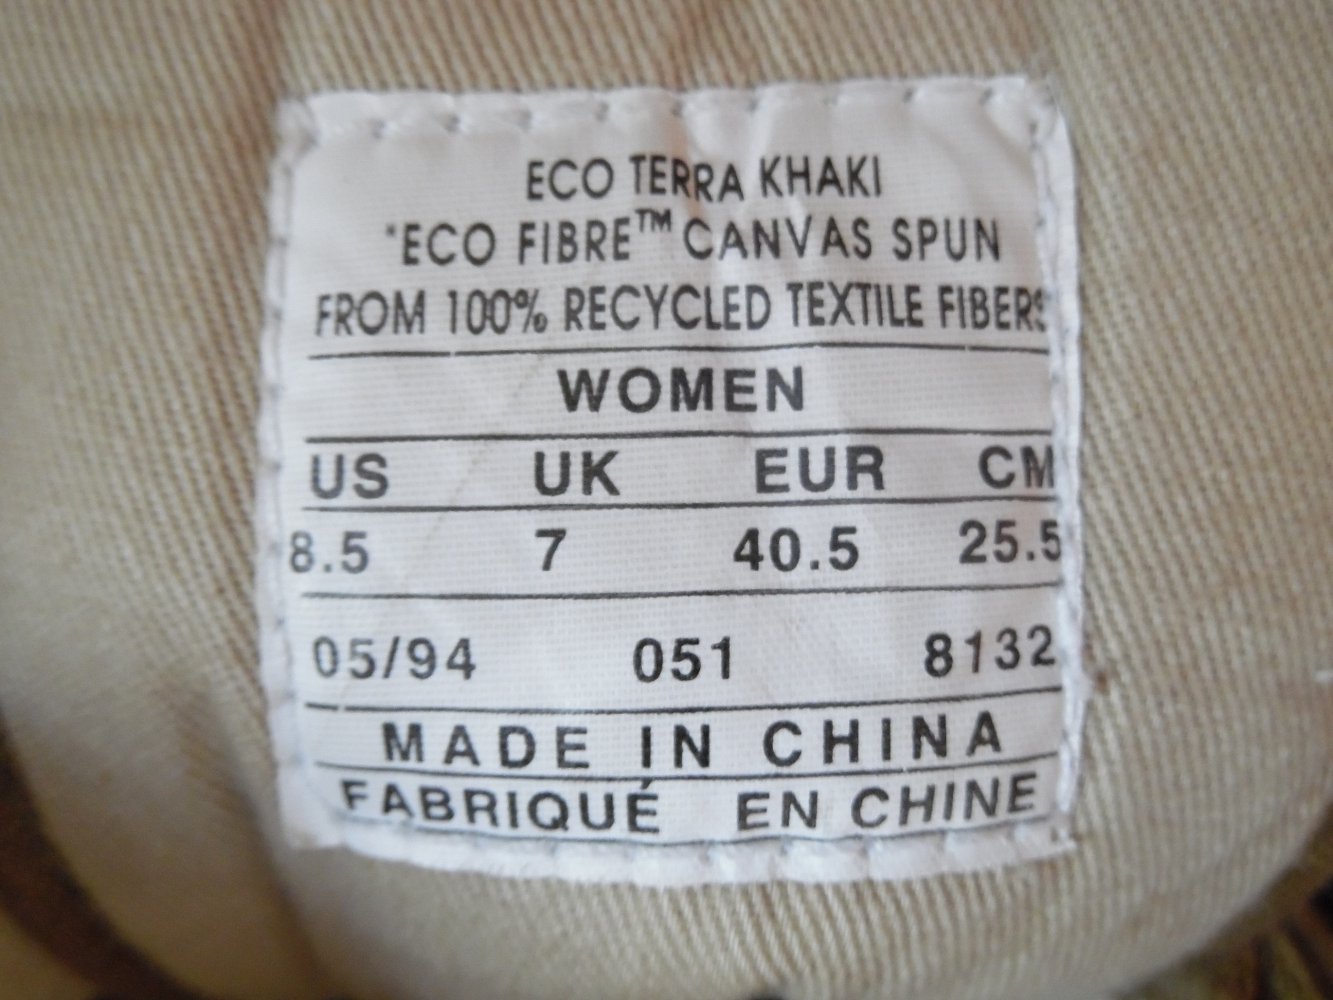 ECO TERRA KHAKI
"ECO FIBRE™ CANVAS SPUN
FROM 100% RECYCLED TEXTILE FIBERS
WOMEN
US UK EUR CM
8.5 7 40.5 25.5
05/94 051 8132
MADE IN CHINA
FABRIQUÉ EN CHINE